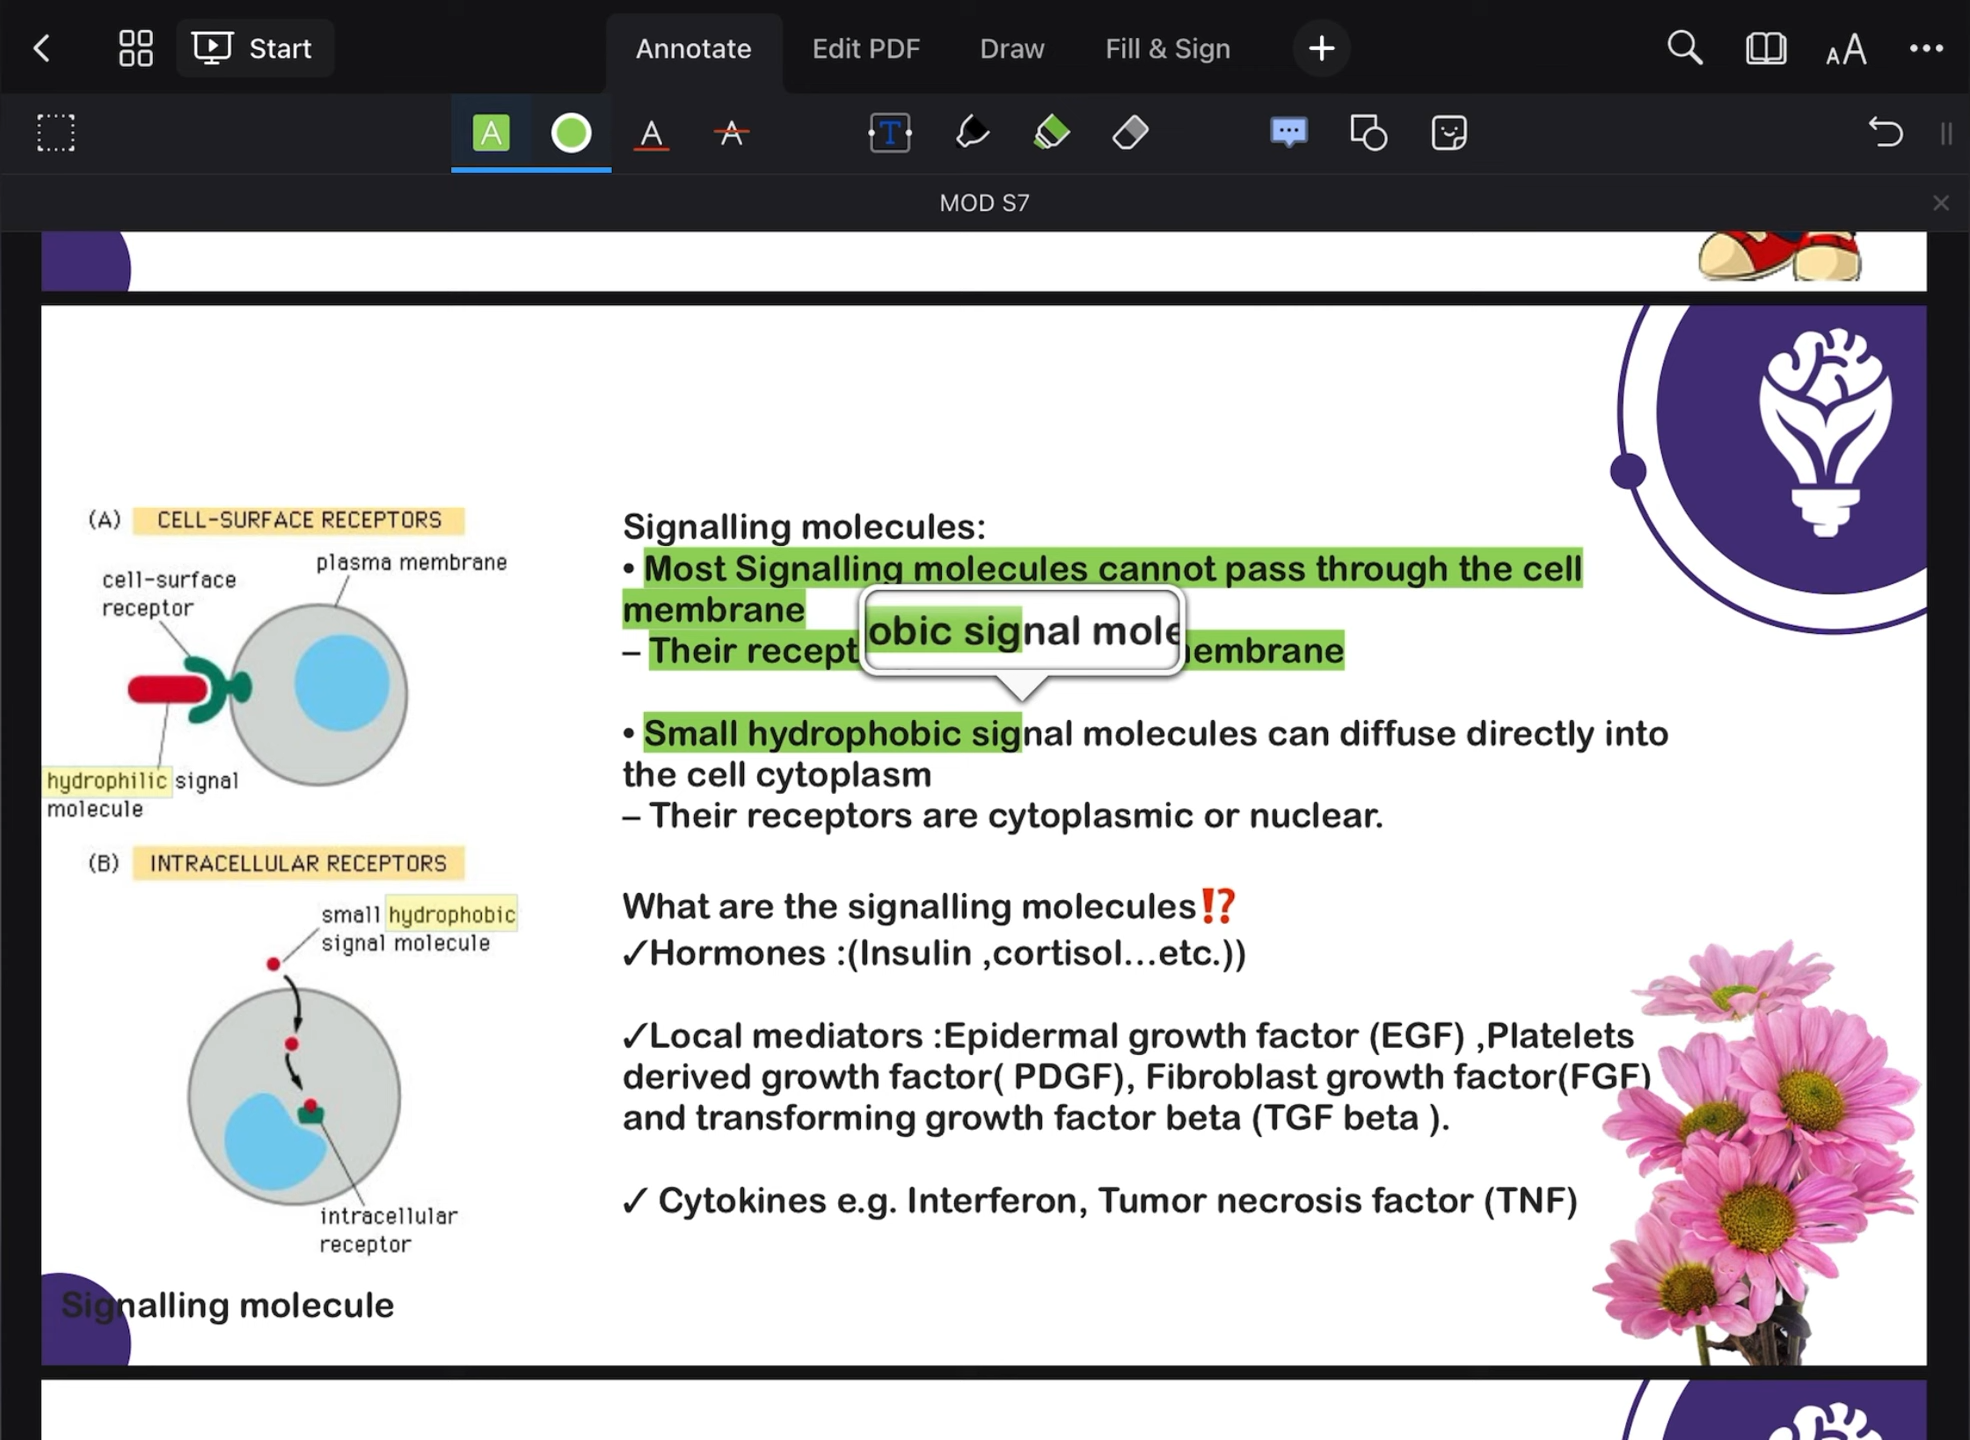 Start
Annotate
Edit PDF
Draw
Fill & Sign
MOD S7
(A) CELL-SURFACE RECEPTORS
plasma membrane
cell-surface
receptor
hydrophilic signal
molecule
(B) INTRACELLULAR RECEPTORS
small hydrophobic
signal molecule
intracellular
receptor
Signalling molecule
Signalling molecules:
• Most Signalling molecules cannot pass through the cell
membrane
obic signal mole
– Their recept embrane
• Small hydrophobic signal molecules can diffuse directly into
the cell cytoplasm
– Their receptors are cytoplasmic or nuclear.
What are the signalling molecules⁉
✓Hormones :(Insulin ,cortisol...etc.))
✓Local mediators :Epidermal growth factor (EGF) ,Platelets
derived growth factor( PDGF), Fibroblast growth factor(FGF)
and transforming growth factor beta (TGF beta ).
✓ Cytokines e.g. Interferon, Tumor necrosis factor (TNF)